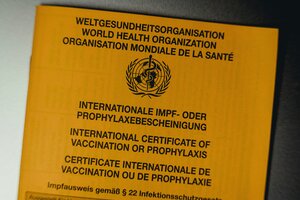 WELTGESUNDHEITSORGANISATION
WORLD HEALTH ORGANIZATION
ORGANISATION MONDIALE DE LA SANTÉ
INTERNATIONALE IMPF- ODER
PROPHYLAXEBESCHEINIGUNG
INTERNATIONAL CERTIFICATE OF
VACCINATION OR PROPHYLAXIS
CERTIFICATE INTERNATIONALE DE
VACCINATION OU DE PROPHYLAXIE
Impfausweis gemäß § 22 Infektionsschutzgesetz